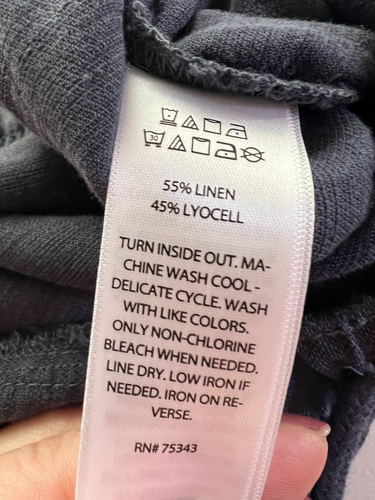 30
55% LINEN
45% LYOCELL
TURN INSIDE OUT. MA-
CHINE WASH COOL -
DELICATE CYCLE. WASH
WITH LIKE COLORS.
ONLY NON-CHLORINE
BLEACH WHEN NEEDED.
LINE DRY. LOW IRON IF
NEEDED. IRON ON RE-
VERSE.
RN# 75343